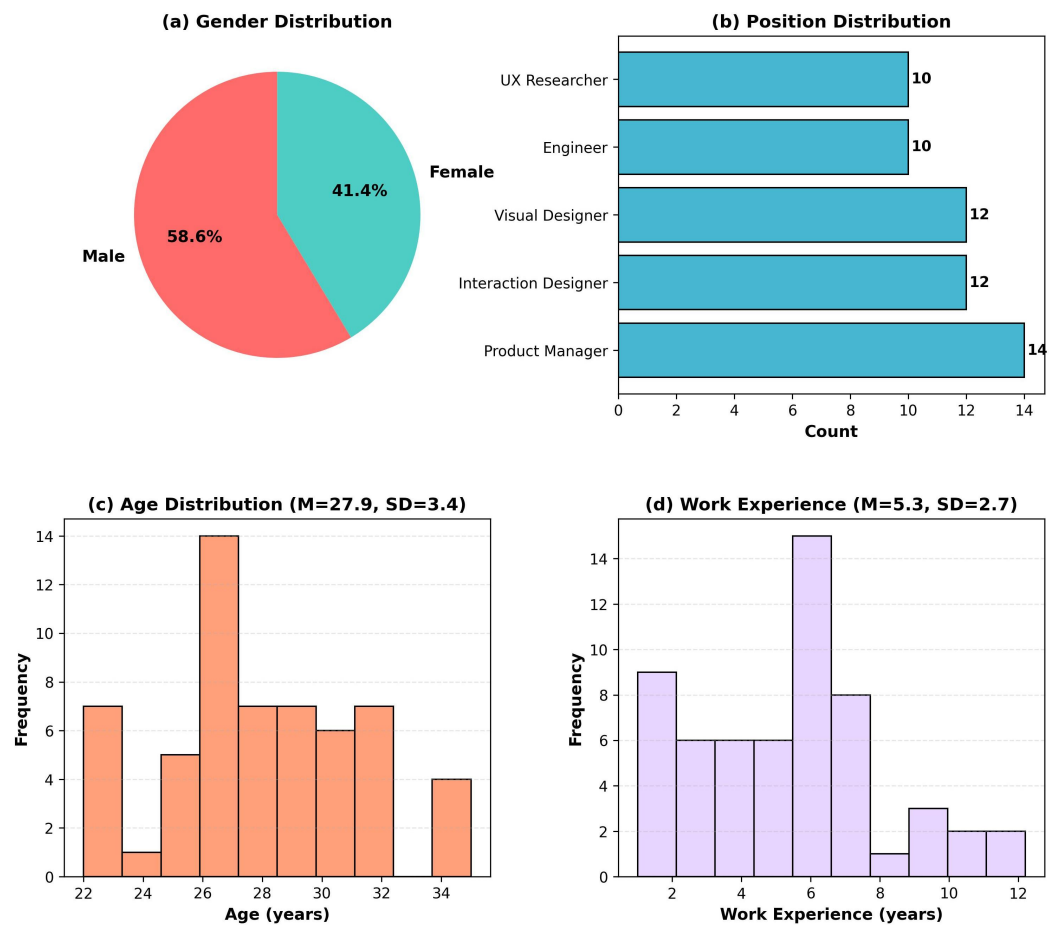 (a) Gender Distribution
Female
41.4%
58.6%
Male
(b) Position Distribution
UX Researcher
10
Engineer
10
Visual Designer
12
Interaction Designer
12
Product Manager
14
0 2 4 6 8 10 12 14
Count
(c) Age Distribution (M=27.9, SD=3.4)
14
12
10
8
6
4
2
0
Frequency
22 24 26 28 30 32 34
Age (years)
(d) Work Experience (M=5.3, SD=2.7)
14
12
10
8
6
4
2
0
Frequency
2 4 6 8 10 12
Work Experience (years)